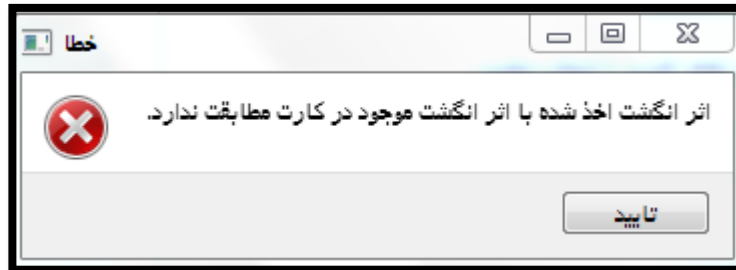 خطا
اثر انگشت اخذ شده با اثر انگشت موجود در کارت مطابقت ندارد.
تایید